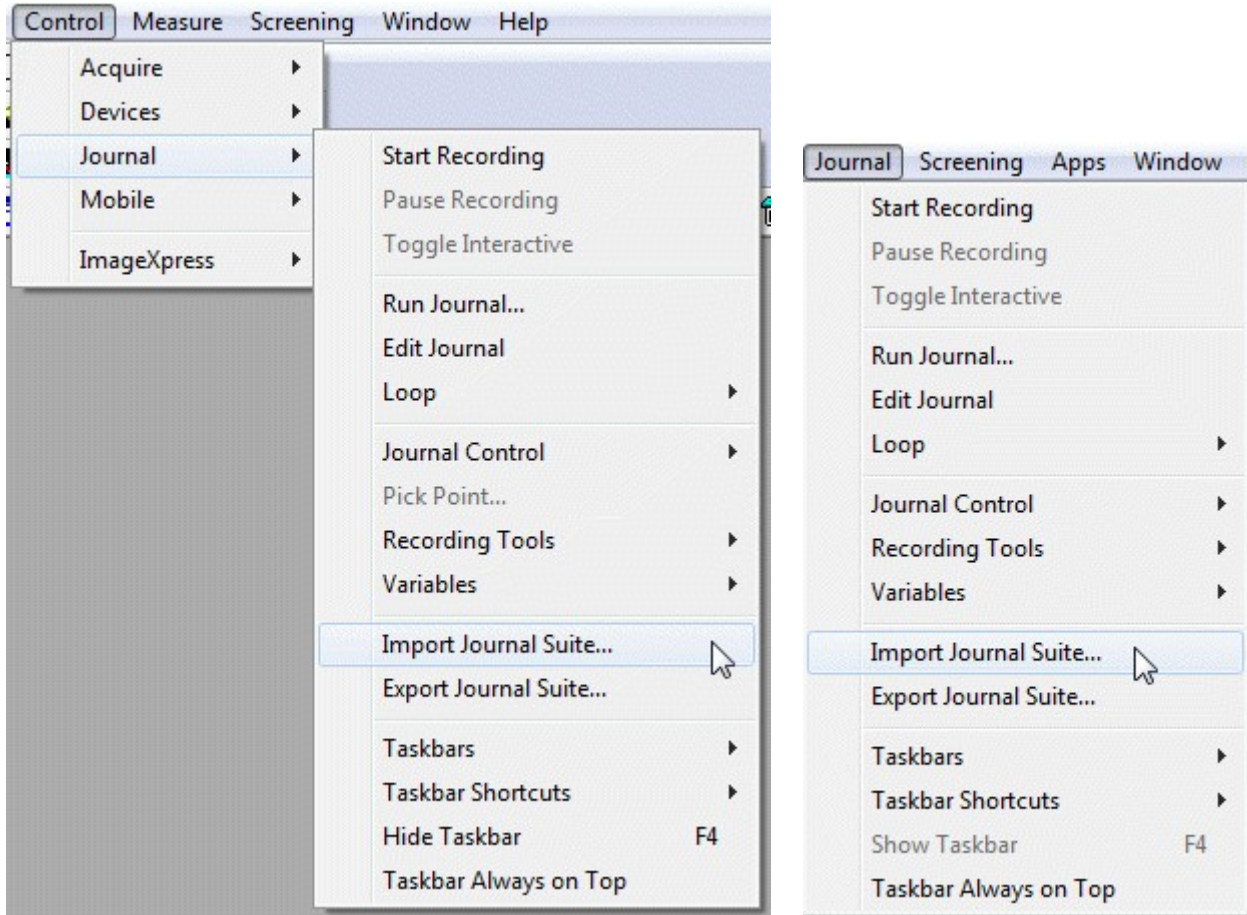 Control Measure Screening Window Help
Acquire
Devices
Journal
Mobile
ImageXpress
Start Recording
Pause Recording
Toggle Interactive
Run Journal...
Edit Journal
Loop
Journal Control
Pick Point...
Recording Tools
Variables
Import Journal Suite...
Export Journal Suite...
Taskbars
Taskbar Shortcuts
Hide Taskbar F4
Taskbar Always on Top
Journal Screening Apps Window
Start Recording
Pause Recording
Toggle Interactive
Run Journal...
Edit Journal
Loop
Journal Control
Recording Tools
Variables
Import Journal Suite...
Export Journal Suite...
Taskbars
Taskbar Shortcuts
Show Taskbar F4
Taskbar Always on Top